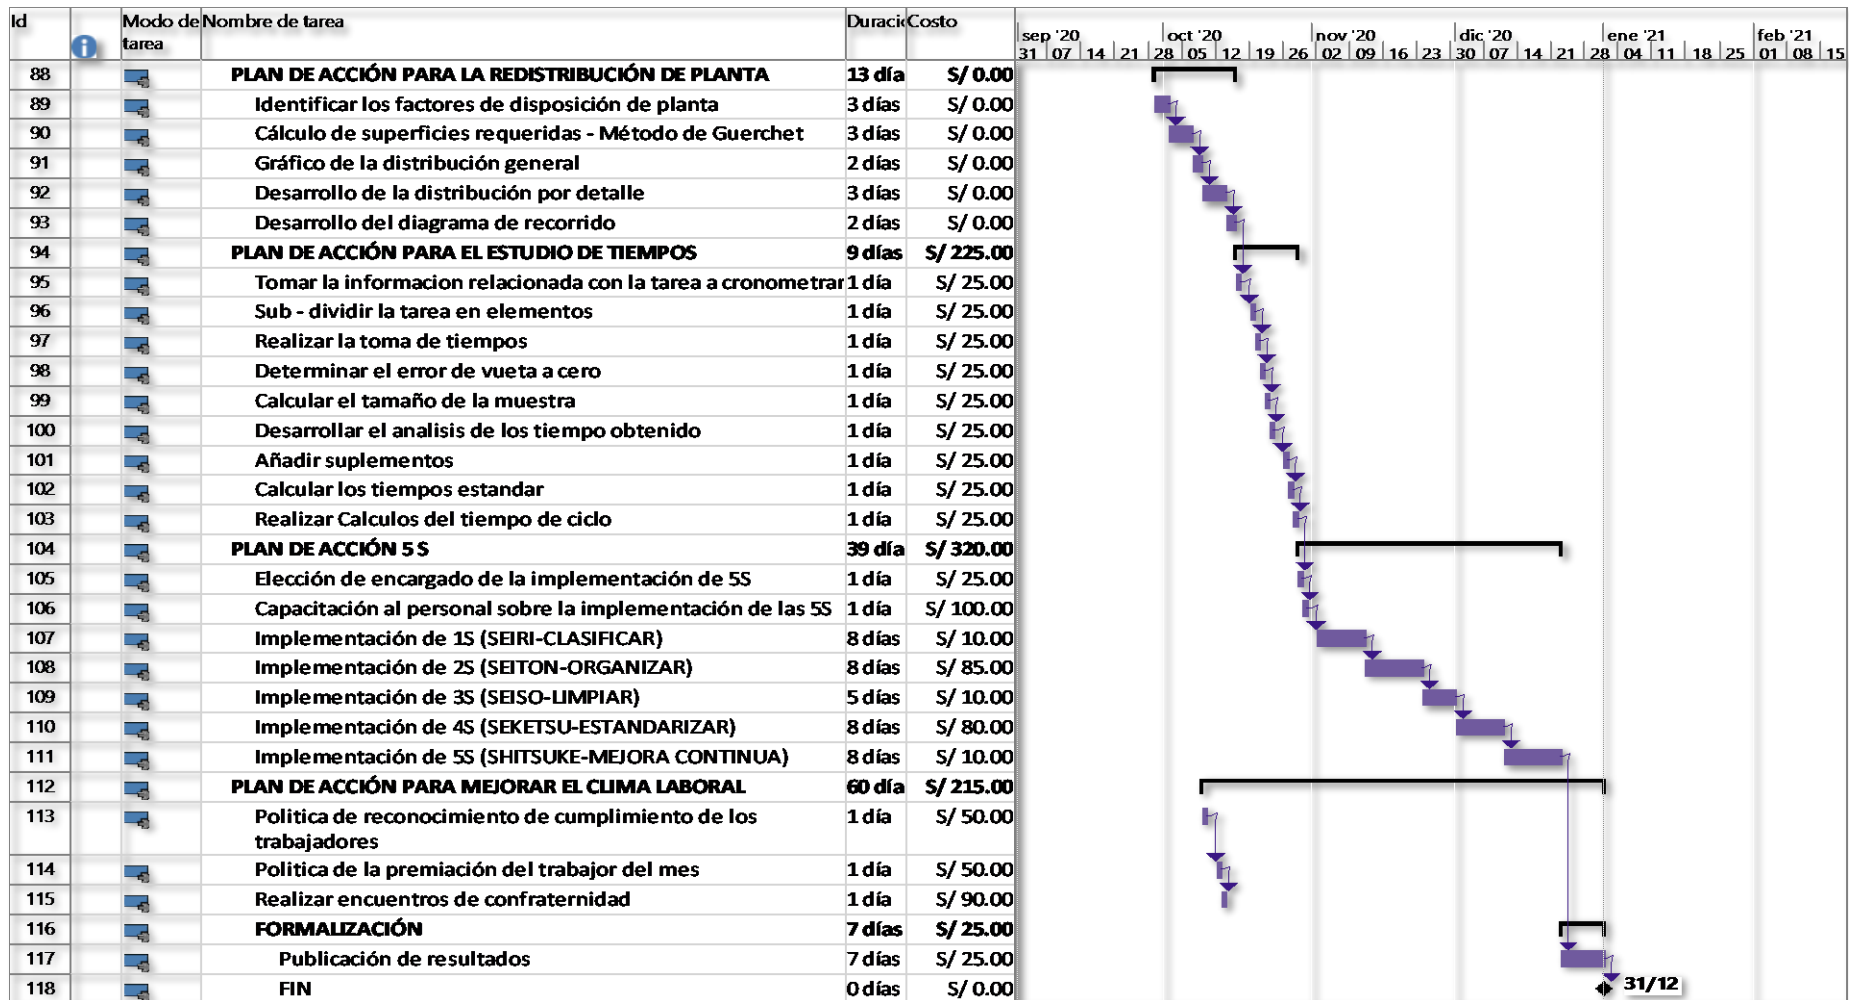 Id Modo de tarea Nombre de tarea Duraci Costo
sep '20 oct '20 nov '20 dic '20 ene '21 feb '21
31 07 14 21 28 05 12 19 26 02 09 16 23 30 07 14 21 28 04 11 18 25 01 08 15
88 PLAN DE ACCIÓN PARA LA REDISTRIBUCIÓN DE PLANTA 13 día S/ 0.00
89 Identificar los factores de disposición de planta 3 días S/ 0.00
90 Cálculo de superficies requeridas - Método de Guerchet 3 días S/ 0.00
91 Gráfico de la distribución general 2 días S/ 0.00
92 Desarrollo de la distribución por detalle 3 días S/ 0.00
93 Desarrollo del diagrama de recorrido 2 días S/ 0.00
94 PLAN DE ACCIÓN PARA EL ESTUDIO DE TIEMPOS 9 días S/ 225.00
95 Tomar la informacion relacionada con la tarea a cronometrar 1 día S/ 25.00
96 Sub - dividir la tarea en elementos 1 día S/ 25.00
97 Realizar la toma de tiempos 1 día S/ 25.00
98 Determinar el error de vueta a cero 1 día S/ 25.00
99 Calcular el tamaño de la muestra 1 día S/ 25.00
100 Desarrollar el analisis de los tiempo obtenido 1 día S/ 25.00
101 Añadir suplementos 1 día S/ 25.00
102 Calcular los tiempos estandar 1 día S/ 25.00
103 Realizar Calculos del tiempo de ciclo 1 día S/ 25.00
104 PLAN DE ACCIÓN 5 S 39 día S/ 320.00
105 Elección de encargado de la implementación de 5S 1 día S/ 25.00
106 Capacitación al personal sobre la implementación de las 5S 1 día S/ 100.00
107 Implementación de 1S (SEIRI-CLASIFICAR) 8 días S/ 10.00
108 Implementación de 2S (SEITON-ORGANIZAR) 8 días S/ 85.00
109 Implementación de 3S (SEISO-LIMPIAR) 5 días S/ 10.00
110 Implementación de 4S (SEKETSU-ESTANDARIZAR) 8 días S/ 80.00
111 Implementación de 5S (SHITSUKE-MEJORA CONTINUA) 8 días S/ 10.00
112 PLAN DE ACCIÓN PARA MEJORAR EL CLIMA LABORAL 60 día S/ 215.00
113 Politica de reconocimiento de cumplimiento de los 1 día S/ 50.00
trabajadores
114 Politica de la premiación del trabajor del mes 1 día S/ 50.00
115 Realizar encuentros de confraternidad 1 día S/ 90.00
116 FORMALIZACIÓN 7 días S/ 25.00
117 Publicación de resultados 7 días S/ 25.00
118 FIN 0 días S/ 0.00 31/12